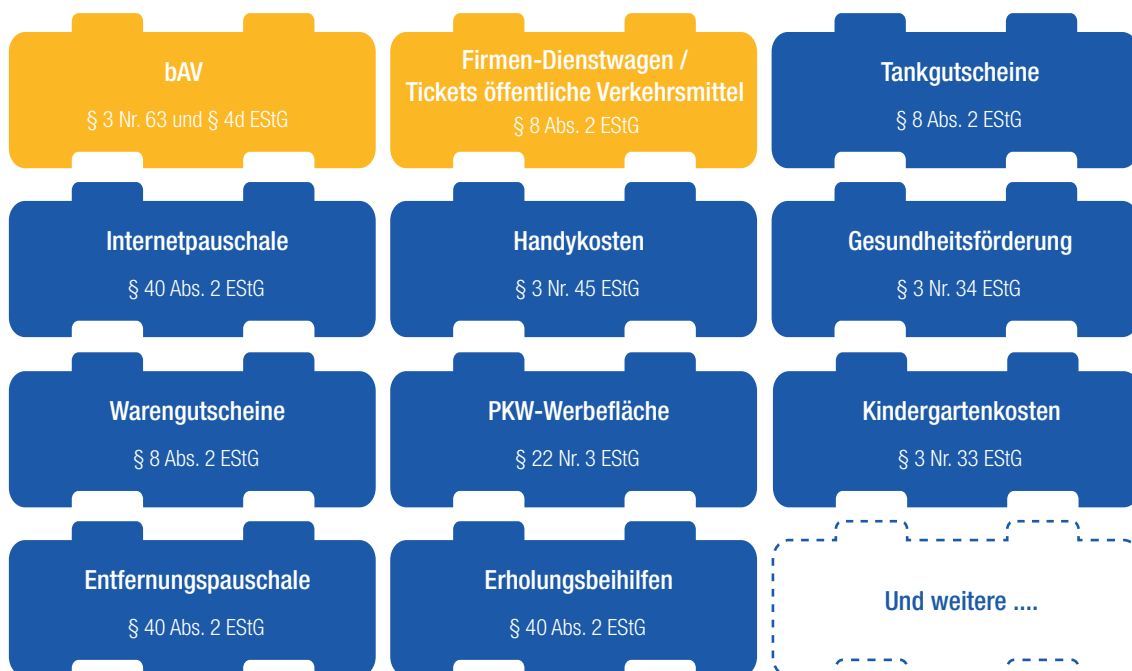 bAV
§ 3 Nr. 63 und § 4d EStG
Firmen-Dienstwagen /
Tickets öffentliche Verkehrsmittel
§ 8 Abs. 2 EStG
Tankgutscheine
§ 8 Abs. 2 EStG
Internetpauschale
§ 40 Abs. 2 EStG
Handykosten
§ 3 Nr. 45 EStG
Gesundheitsförderung
§ 3 Nr. 34 EStG
Warengutscheine
§ 8 Abs. 2 EStG
PKW-Werbefläche
§ 22 Nr. 3 EStG
Kindergartenkosten
§ 3 Nr. 33 EStG
Entfernungspauschale
§ 40 Abs. 2 EStG
Erholungsbeihilfen
§ 40 Abs. 2 EStG
Und weitere ....